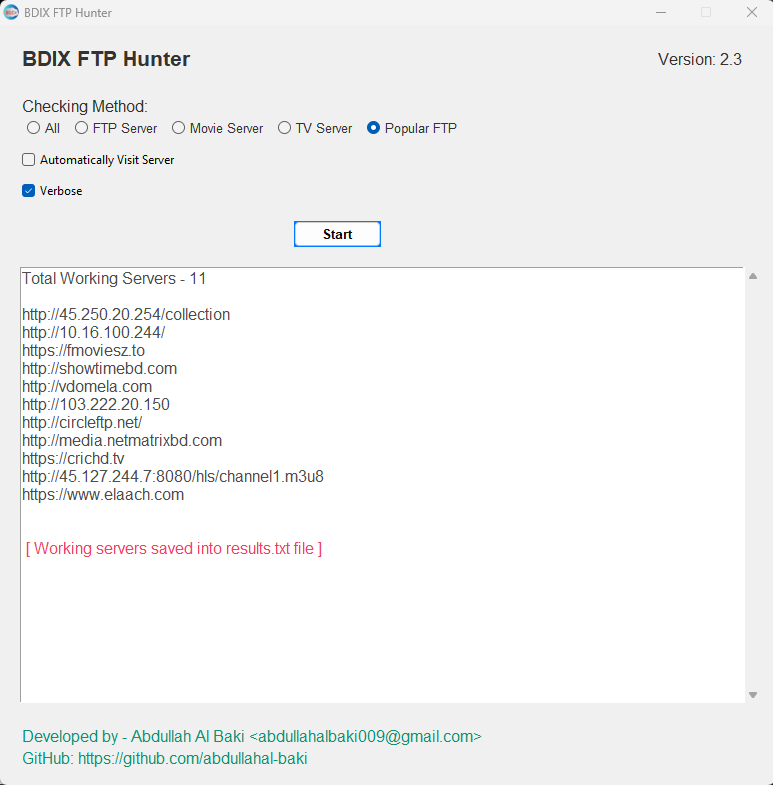 BDIX FTP Hunter
BDIX FTP Hunter
Version: 2.3
Checking Method:
All FTP Server Movie Server TV Server Popular FTP
Automatically Visit Server
Verbose
Start
Total Working Servers - 11
http://45.250.20.254/collection
http://10.16.100.244/
https://fmoviesz.to
http://showtimebd.com
http://vdomela.com
http://103.222.20.150
http://circleftp.net/
http://media.netmatrixbd.com
https://crichd.tv
http://45.127.244.7:8080/hls/channel1.m3u8
https://www.elaach.com
[ Working servers saved into results.txt file ]
Developed by - Abdullah Al Baki <abdullahalbaki009@gmail.com>
GitHub: https://github.com/abdullahal-baki